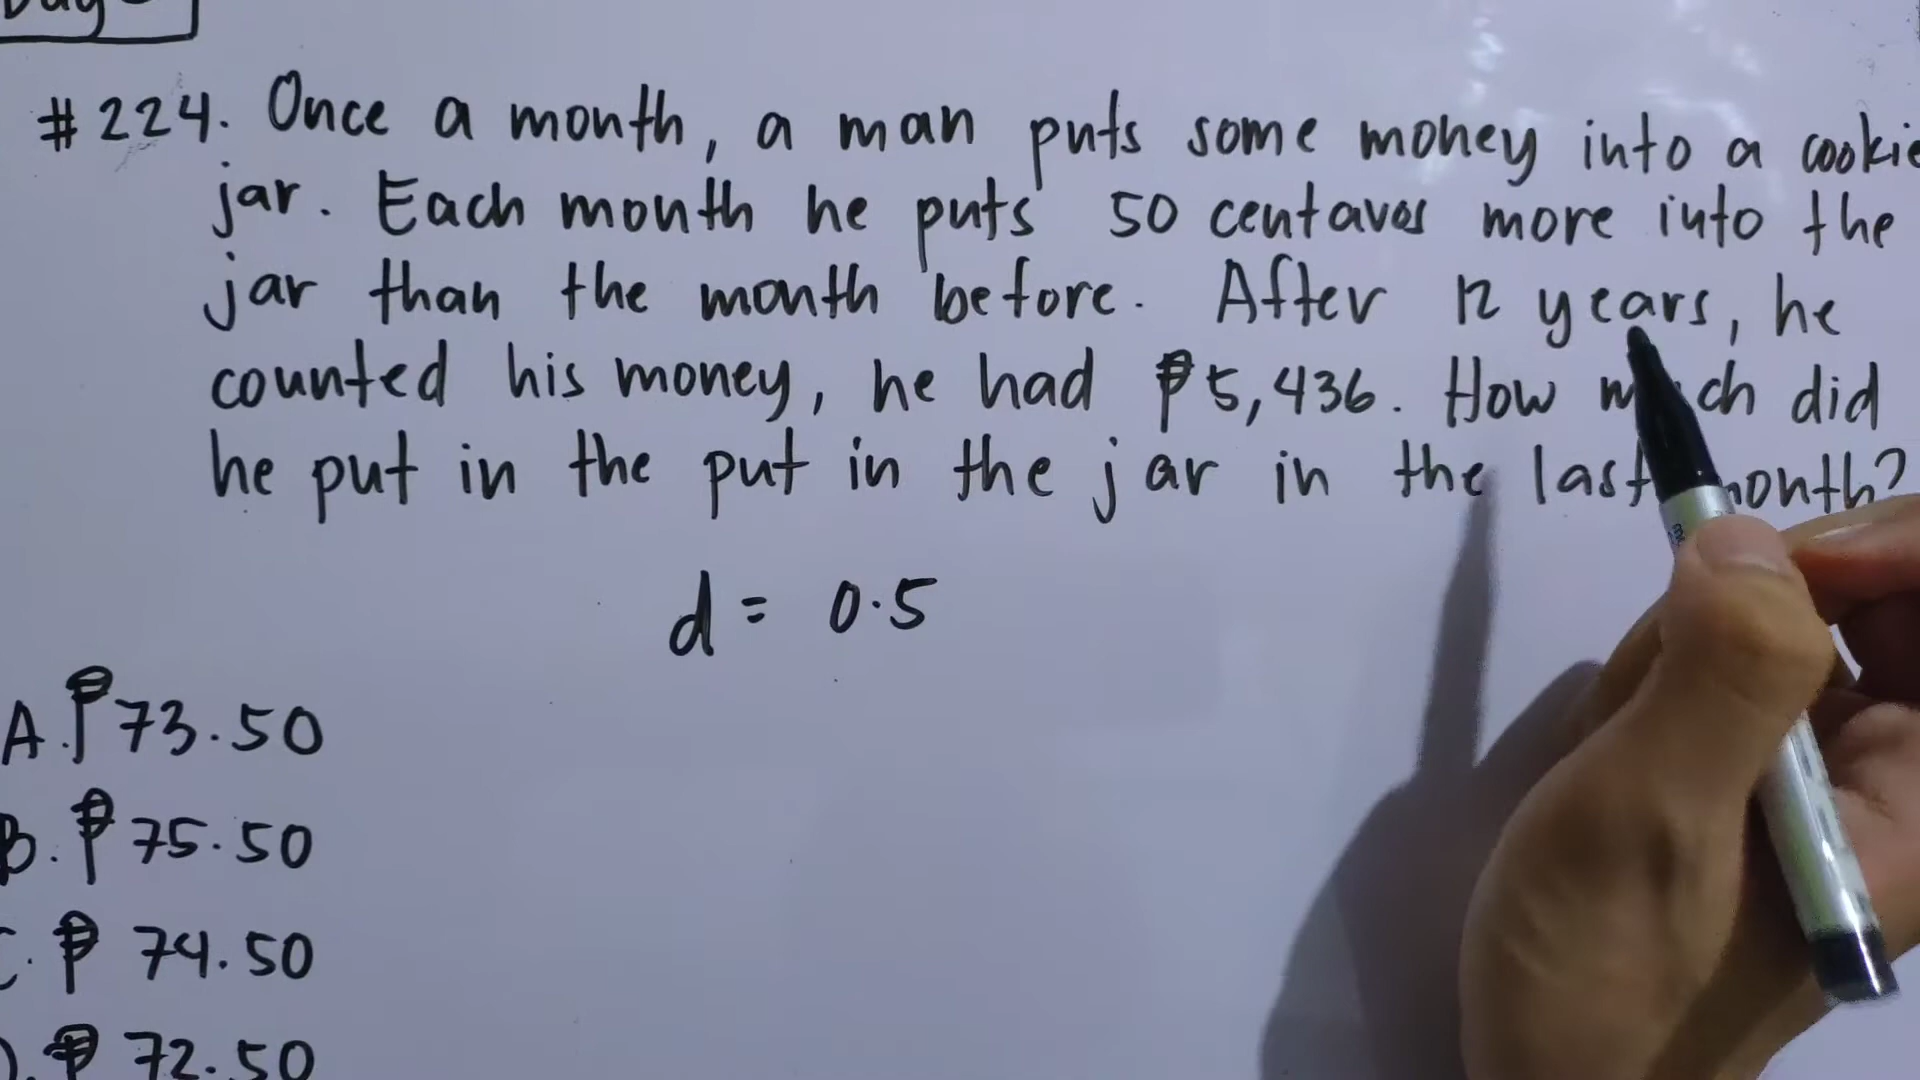 #224. Once a month, a man puts some money into a cookie
jar. Each month he puts 50 centavos more into the
jar than the month before. After 12 years, he
counted his money, he had ₱5,436. How much did
he put in the put in the jar in the last month?
d = 0.5
A. ₱73.50
B. ₱75.50
C. ₱74.50
D. ₱72.50